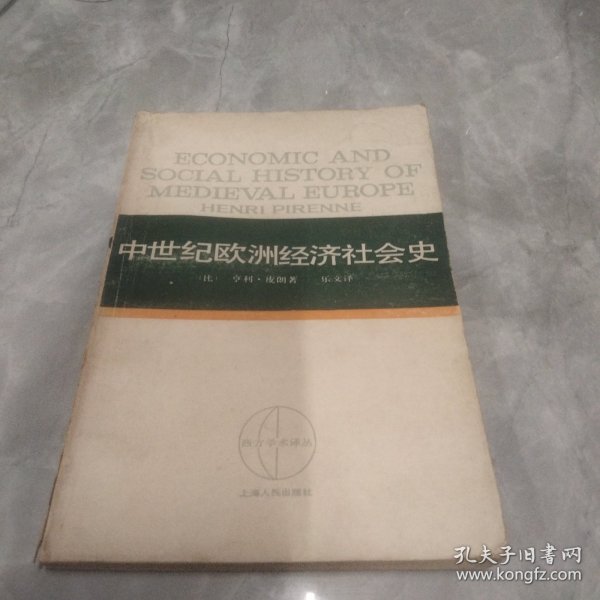 ECONOMIC AND
SOCIAL HISTORY OF
MEDIEVAL EUROPE
HENRI PIRENNE
中世纪欧洲经济社会史
〔比〕 亨利·皮朗著 乐文译
西方学术译丛
上海人民出版社
孔夫子旧书网
www.kongfz.com